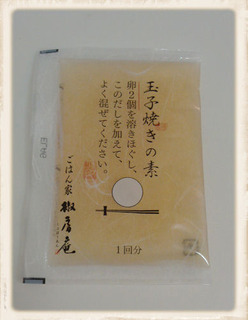 玉子焼きの素
卵2個を溶きほぐし、
このだしを加えて、
よく混ぜてください。
ごはん家
椒房庵
1回分